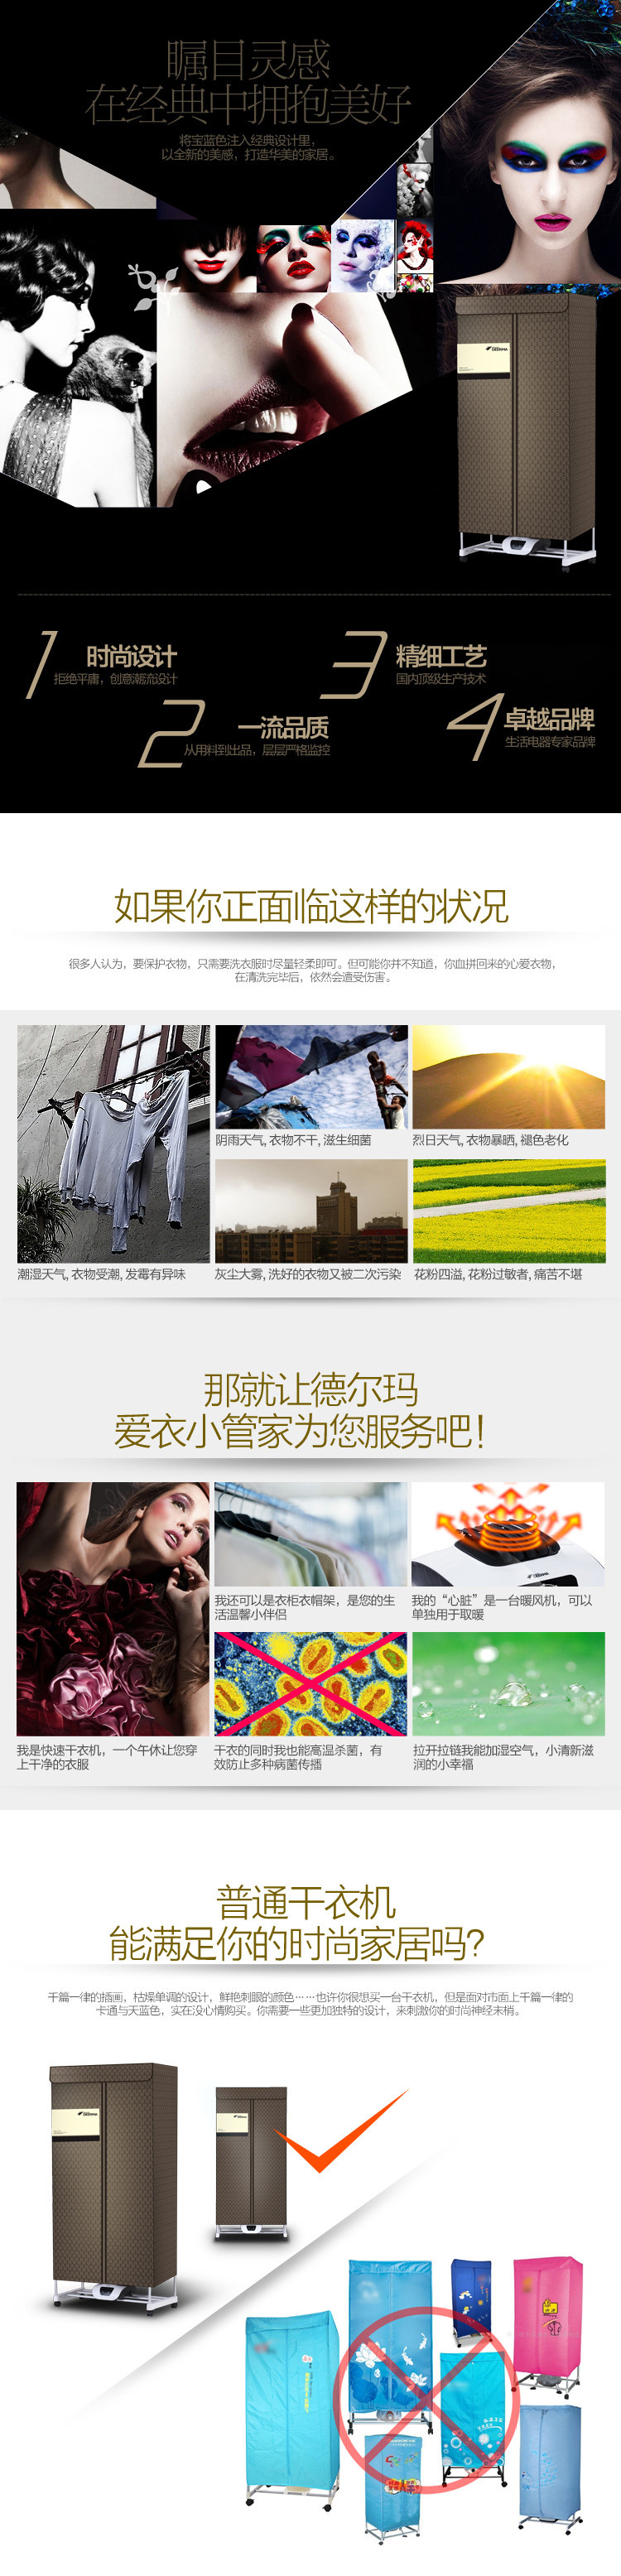 瞩目灵感
在经典中拥抱美好
将宝蓝色注入经典设计里，
以全新的美感，打造华美的家居。
DEERMA
1 时尚设计
拒绝平庸，创意潮流设计
2 一流品质
从用料到出品，层层严格监控
3 精细工艺
国内顶级生产技术
4 卓越品牌
生活电器专家品牌
如果你正面临这样的状况
很多人认为，要保护衣物，只需要洗衣服时尽量轻柔即可。但可能你并不知道，你血拼回来的心爱衣物，
在清洗完毕后，依然会遭受伤害。
阴雨天气, 衣物不干, 滋生细菌
烈日天气, 衣物暴晒, 褪色老化
潮湿天气, 衣物受潮, 发霉有异味
灰尘大雾, 洗好的衣物又被二次污染
花粉四溢, 花粉过敏者, 痛苦不堪
那就让德尔玛
爱衣小管家为您服务吧！
我还可以是衣柜衣帽架，是您的生
活温馨小伴侣
我的“心脏”是一台暖风机，可以
单独用于取暖
我是快速干衣机，一个午休让您穿
上干净的衣服
干衣的同时我也能高温杀菌，有
效防止多种病菌传播
拉开拉链我能加湿空气，小清新滋
润的小幸福
普通干衣机
能满足你的时尚家居吗？
千篇一律的插画，枯燥单调的设计，鲜艳刺眼的颜色……也许你很想买一台干衣机，但是面对市面上千篇一律的
卡通与天蓝色，实在没心情购买。你需要一些更加独特的设计，来刺激你的时尚神经末梢。
DEERMA